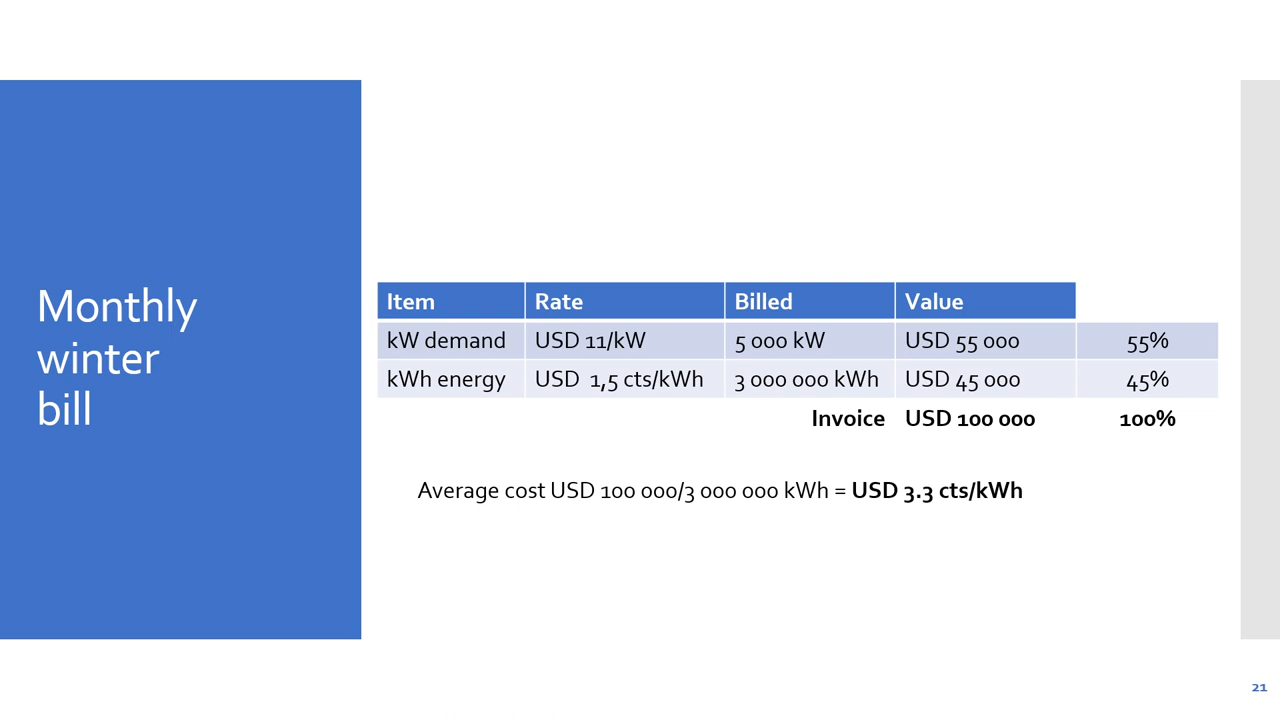 Monthly
winter
bill
Item Rate Billed Value
kW demand USD 11/kW 5 000 kW USD 55 000 55%
kWh energy USD 1,5 cts/kWh 3 000 000 kWh USD 45 000 45%
Invoice USD 100 000 100%
Average cost USD 100 000/3 000 000 kWh = USD 3.3 cts/kWh
21